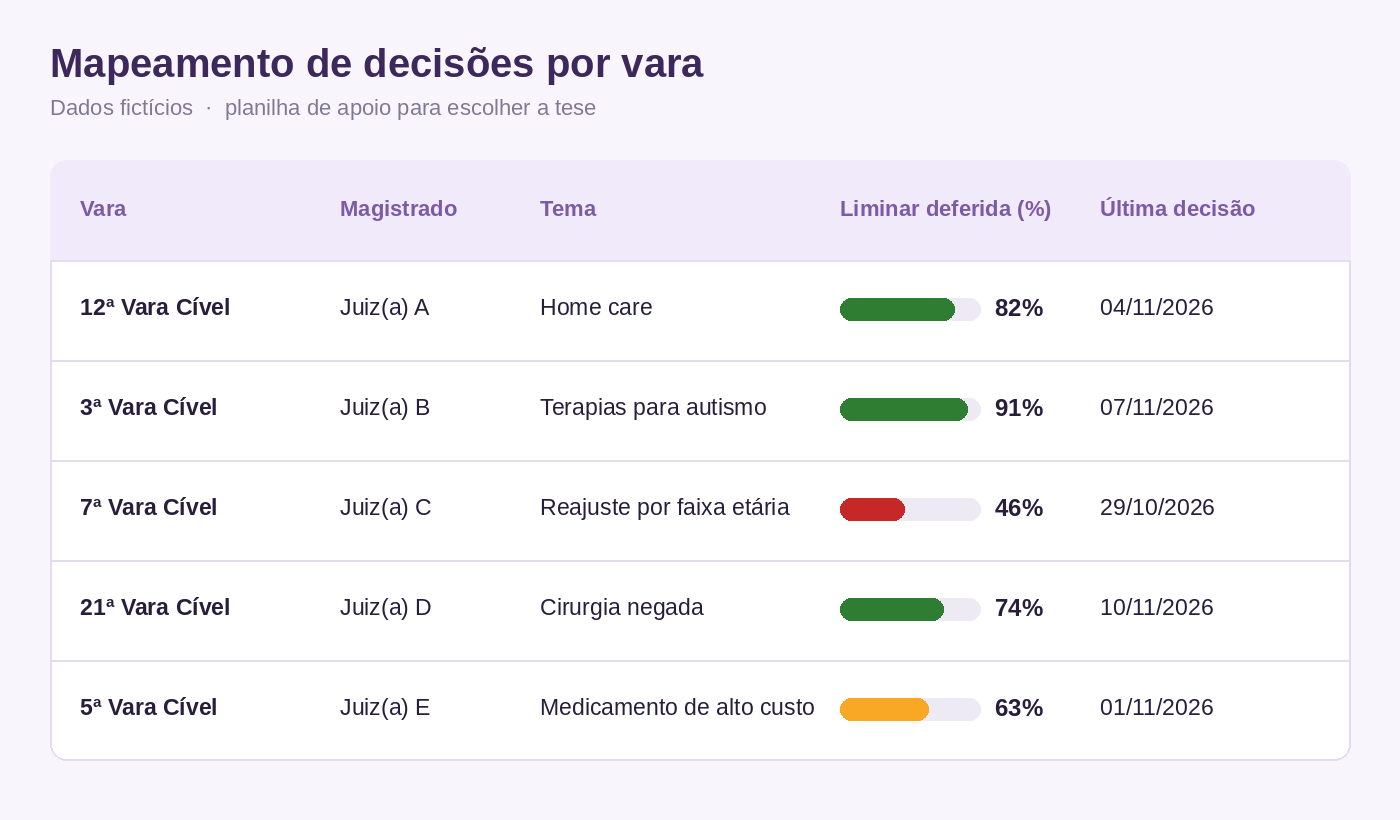 Mapeamento de decisões por vara
Dados fictícios · planilha de apoio para escolher a tese
Vara Magistrado Tema Liminar deferida (%) Última decisão
12ª Vara Cível Juiz(a) A Home care 82% 04/11/2026
3ª Vara Cível Juiz(a) B Terapias para autismo 91% 07/11/2026
7ª Vara Cível Juiz(a) C Reajuste por faixa etária 46% 29/10/2026
21ª Vara Cível Juiz(a) D Cirurgia negada 74% 10/11/2026
5ª Vara Cível Juiz(a) E Medicamento de alto custo 63% 01/11/2026